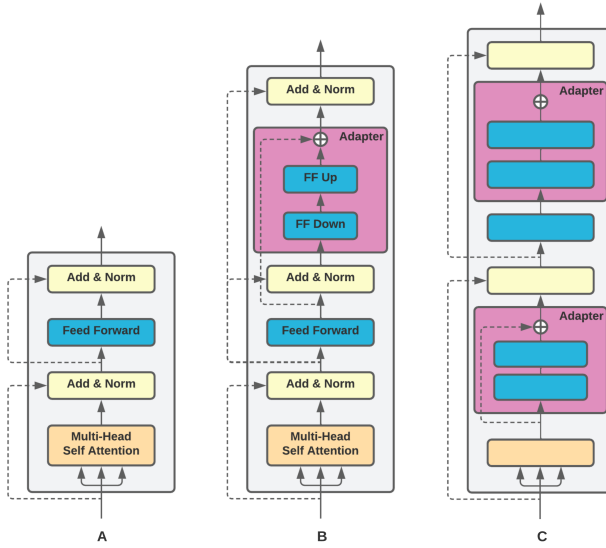 Add & Norm
Feed Forward
Add & Norm
Multi-Head
Self Attention
A
Add & Norm
Adapter
FF Up
FF Down
Add & Norm
Feed Forward
Add & Norm
Multi-Head
Self Attention
B
Adapter
Adapter
C